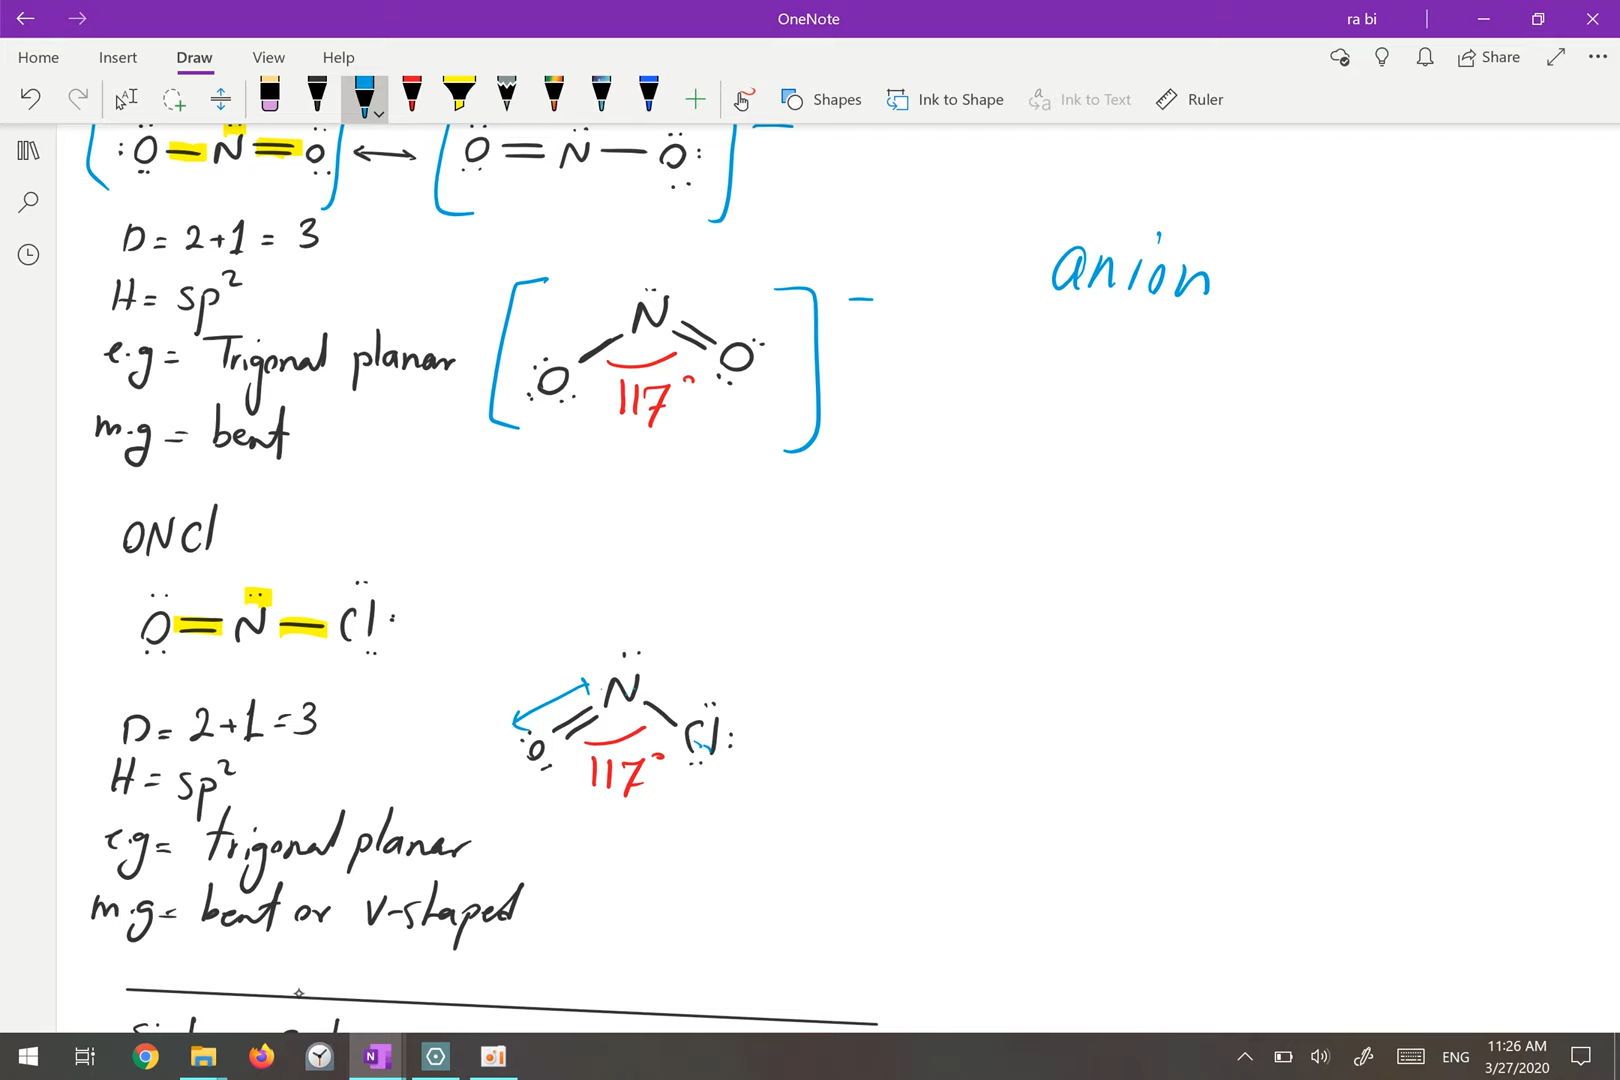 OneNote
ra bi
Home Insert Draw View Help
Share
Shapes Ink to Shape Ink to Text Ruler
:O — N = O ↔ O = N — O:
D = 2+1 = 3
H = sp²
e.g = Trigonal planar
m.g = bent
N
O O
117°
–
anion
ONCl
O = N — Cl:
D = 2+1 = 3
H = sp²
e.g = trigonal planar
m.g = bent or v-shaped
N
O Cl:
117°
ENG
11:26 AM
3/27/2020